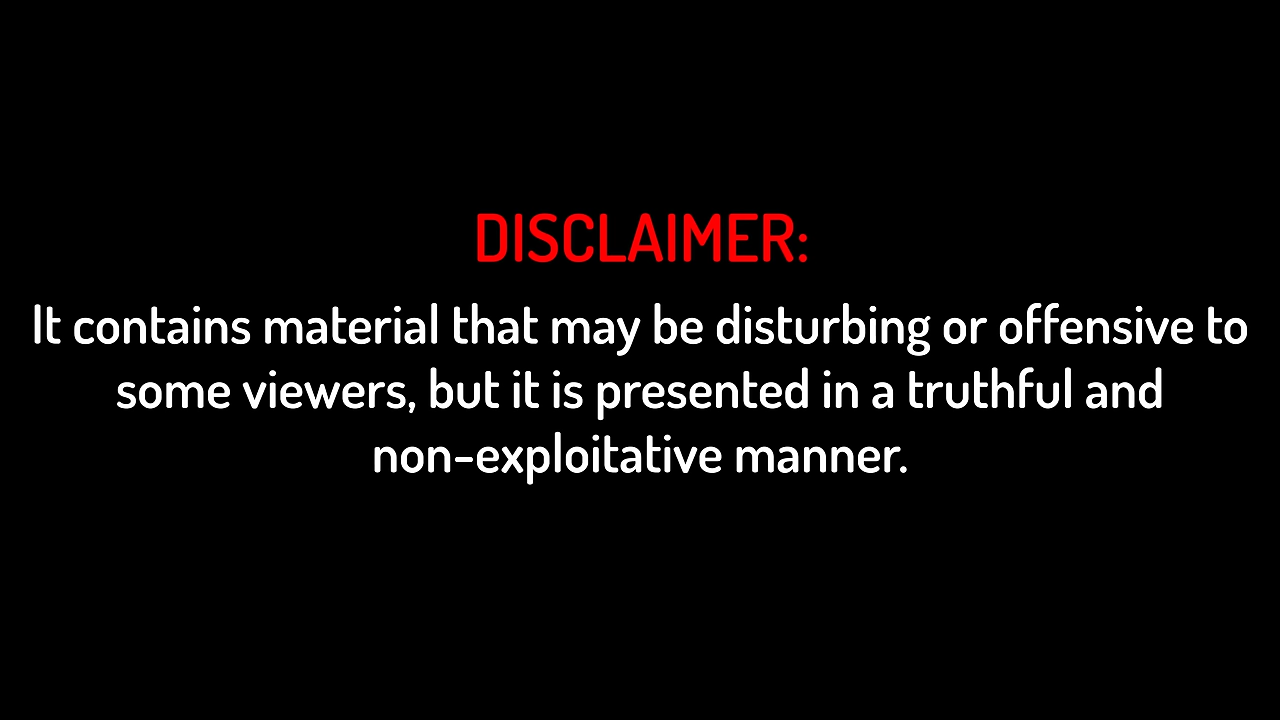 DISCLAIMER:
It contains material that may be disturbing or offensive to
some viewers, but it is presented in a truthful and
non-exploitative manner.